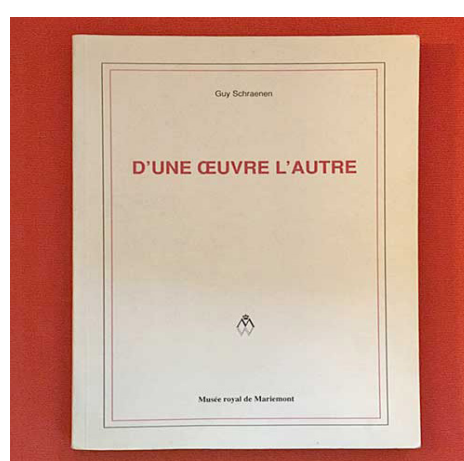 Guy Schraenen
D'UNE ŒUVRE L'AUTRE
Musée royal de Mariemont